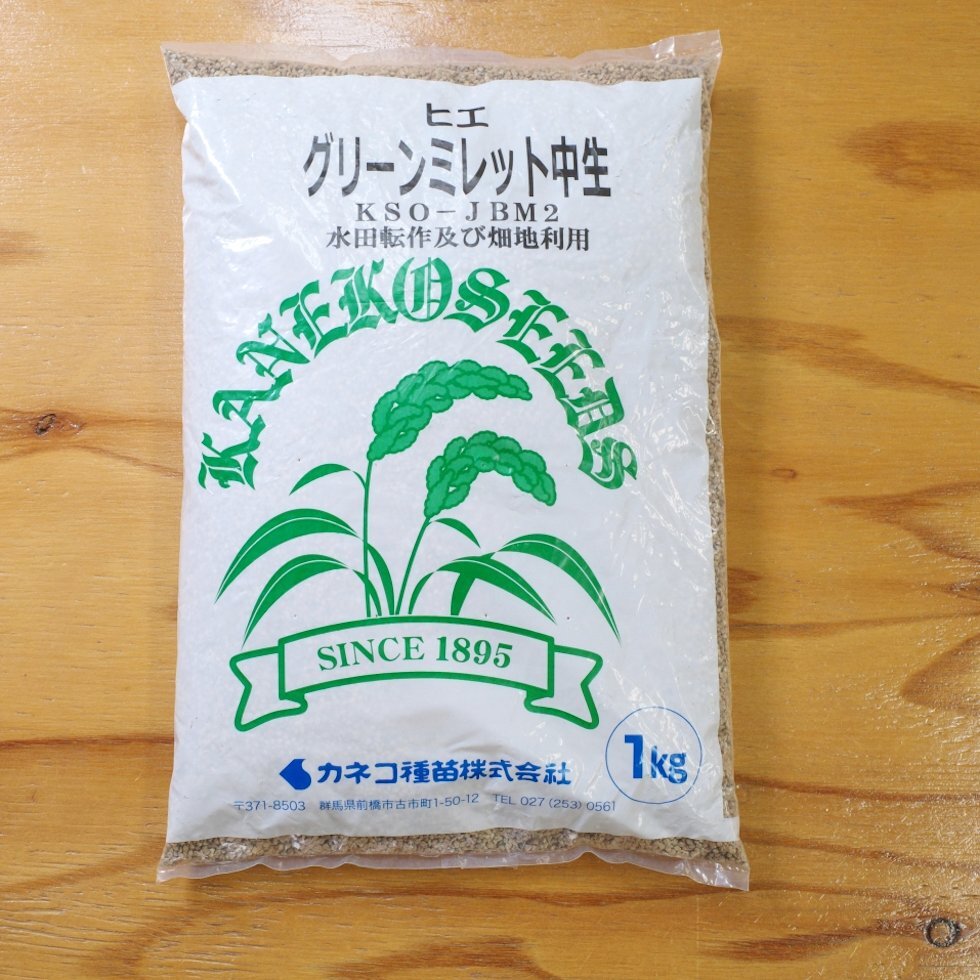 ヒエ
グリーンミレット中生
KSO-JBM2
水田転作及び畑地利用
KANEKO SEEDS
SINCE 1895
1kg
カネコ種苗株式会社
〒371-8503 群馬県前橋市古市町1-50-12 TEL 027 (253) 0561